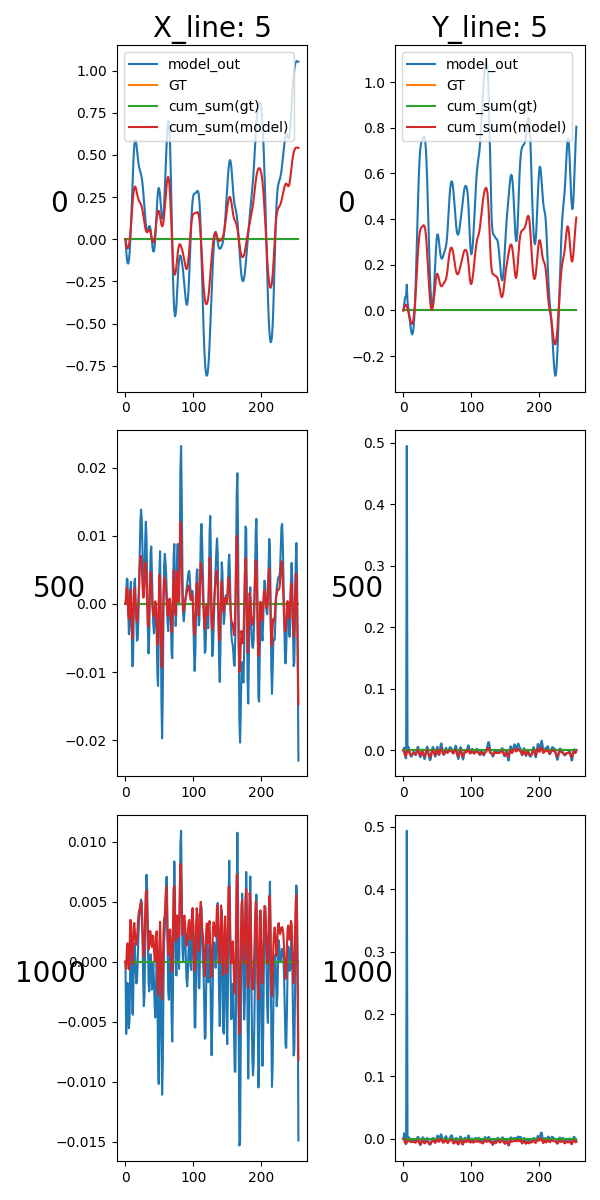 X_line: 5
Y_line: 5
model_out
GT
cum_sum(gt)
cum_sum(model)
1.00
0.75
0.50
0.25
0.00
−0.25
−0.50
−0.75
0
0 100 200
model_out
GT
cum_sum(gt)
cum_sum(model)
1.0
0.8
0.6
0.4
0.2
0.0
−0.2
0
0 100 200
0.02
0.01
0.00
−0.01
−0.02
500
0 100 200
0.5
0.4
0.3
0.2
0.1
0.0
500
0 100 200
0.010
0.005
0.000
−0.005
−0.010
−0.015
1000
0 100 200
0.5
0.4
0.3
0.2
0.1
0.0
1000
0 100 200